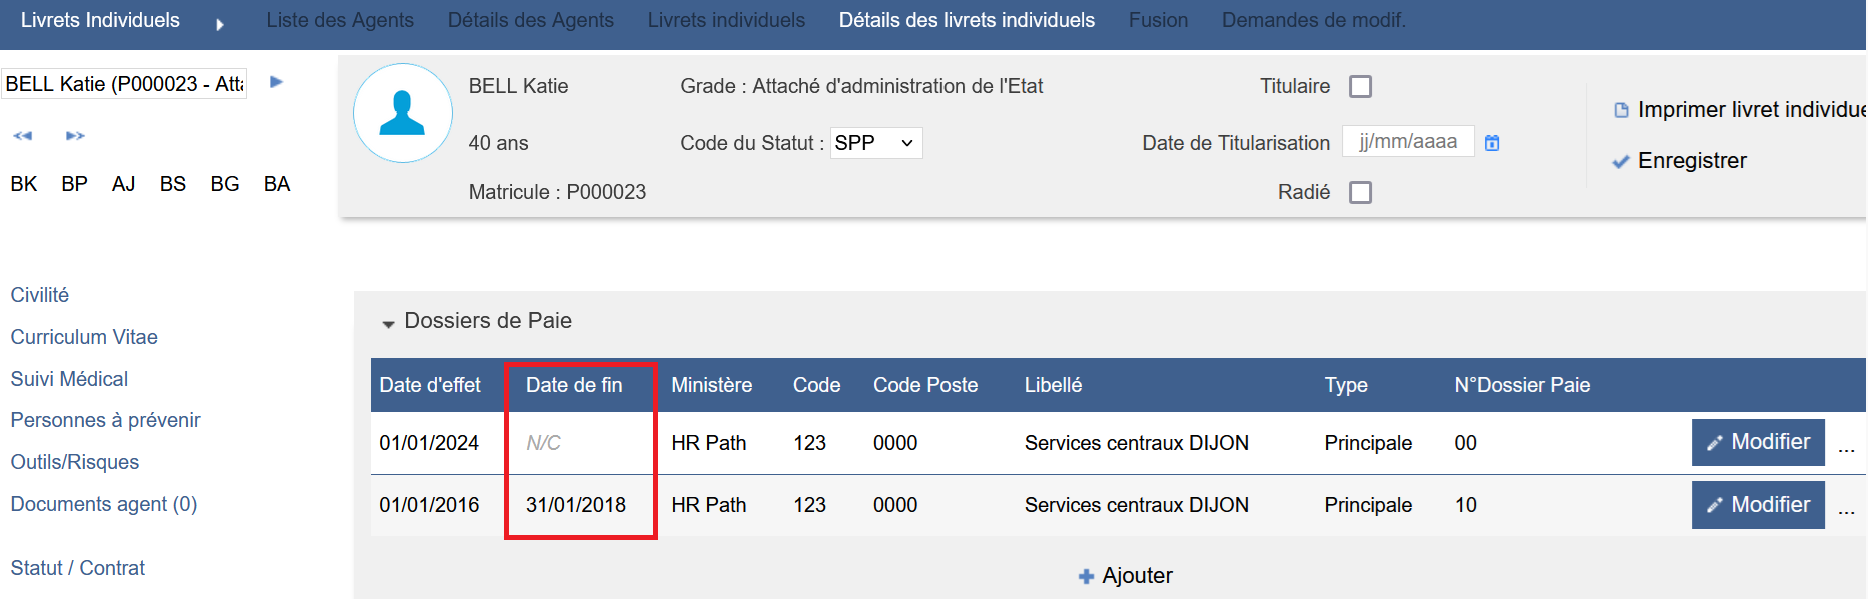 Livrets Individuels Liste des Agents Détails des Agents Livrets individuels Détails des livrets individuels Fusion Demandes de modif.
BELL Katie (P000023 - Atta
BK BP AJ BS BG BA
BELL Katie Grade : Attaché d'administration de l'Etat Titulaire
40 ans Code du Statut : SPP Date de Titularisation jj/mm/aaaa
Matricule : P000023 Radié
Imprimer livret individue
Enregistrer
Civilité
Curriculum Vitae
Suivi Médical
Personnes à prévenir
Outils/Risques
Documents agent (0)
Statut / Contrat
Dossiers de Paie
Date d'effet Date de fin Ministère Code Code Poste Libellé Type N°Dossier Paie
01/01/2024 N/C HR Path 123 0000 Services centraux DIJON Principale 00 Modifier ...
01/01/2016 31/01/2018 HR Path 123 0000 Services centraux DIJON Principale 10 Modifier ...
Ajouter